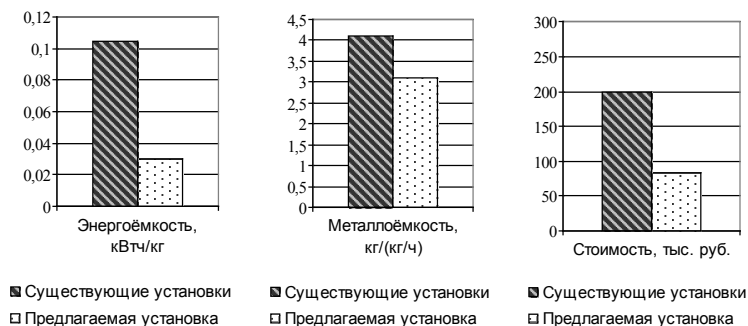 0,12
0,1
0,08
0,06
0,04
0,02
0
Энергоёмкость,
кВтч/кг
Существующие установки
Предлагаемая установка
4,5
4
3,5
3
2,5
2
1,5
1
0,5
0
Металлоёмкость,
кг/(кг/ч)
Существующие установки
Предлагаемая установка
300
250
200
150
100
50
0
Стоимость, тыс. руб.
Существующие установки
Предлагаемая установка